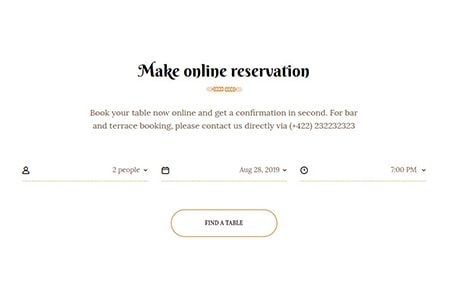 Make online reservation
Book your table now online and get a confirmation in second. For bar
and terrace booking, please contact us directly via (+422) 232232323
2 people Aug 28, 2019 7:00 PM
FIND A TABLE